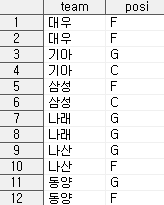 team posi
1 대우 F
2 대우 F
3 기아 G
4 기아 C
5 삼성 F
6 삼성 C
7 나래 G
8 나래 G
9 나산 G
10 나산 F
11 동양 G
12 동양 F